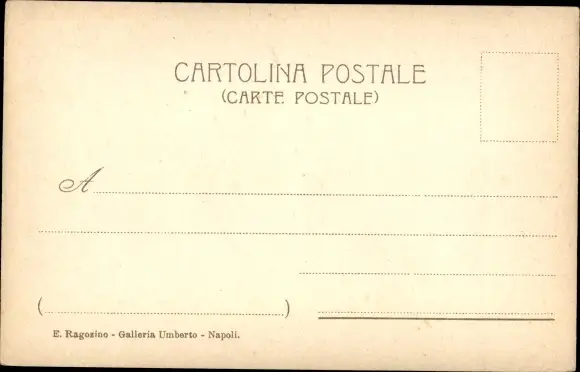 CARTOLINA POSTALE
(CARTE POSTALE)
A
( )
E. Ragozino - Galleria Umberto - Napoli.